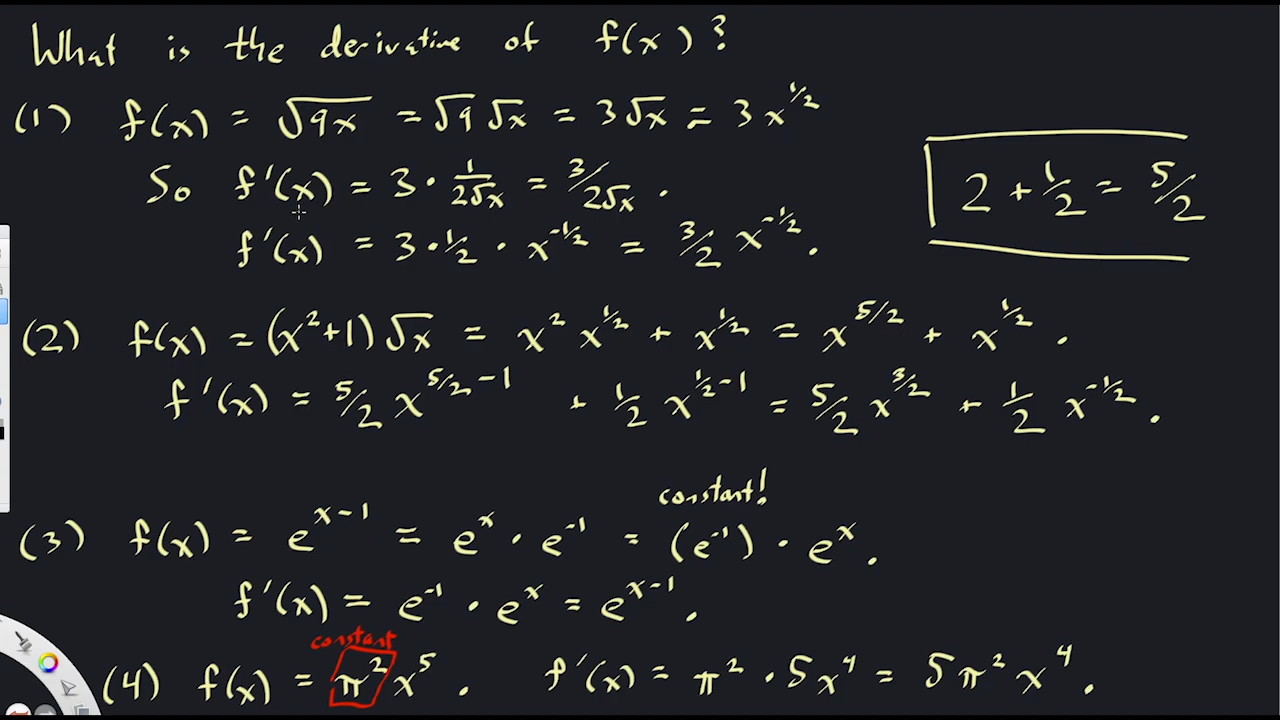 What is the derivative of f(x)?
(1) f(x) = √9x = √9 √x = 3√x = 3x^{1/2}
So f'(x) = 3 · 1/2√x = 3/2√x .
f'(x) = 3 · 1/2 · x^{-1/2} = 3/2 x^{-1/2} .
2 + 1/2 = 5/2
(2) f(x) = (x²+1)√x = x² x^{1/2} + x^{1/2} = x^{5/2} + x^{1/2} .
f'(x) = 5/2 x^{5/2-1} + 1/2 x^{1/2-1} = 5/2 x^{3/2} + 1/2 x^{-1/2} .
constant!
(3) f(x) = e^{x-1} = e^x · e^{-1} = (e^{-1}) · e^x .
f'(x) = e^{-1} · e^x = e^{x-1} .
constant
(4) f(x) = π² x⁵ . f'(x) = π² · 5x⁴ = 5π² x⁴ .